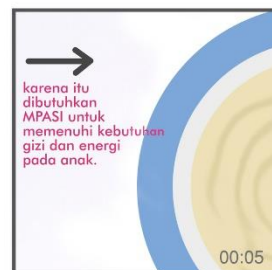 karena itu
dibutuhkan
MPASI untuk
memenuhi kebutuhan
gizi dan energi
pada anak.
00:05